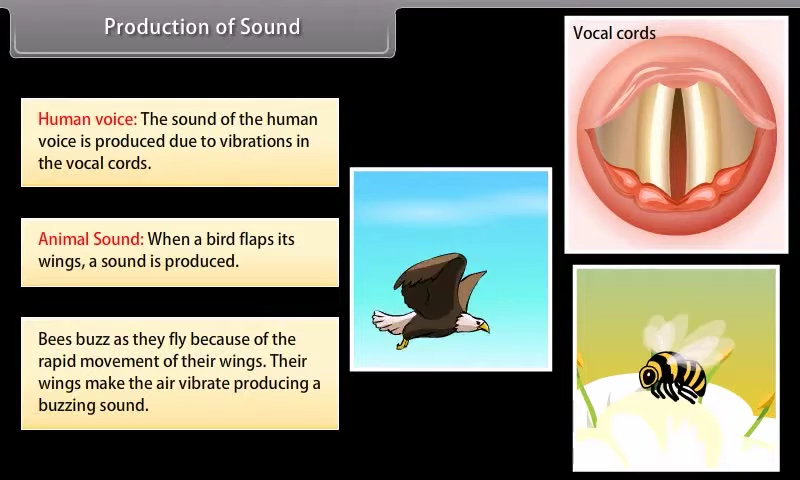 Production of Sound
Vocal cords
Human voice: The sound of the human
voice is produced due to vibrations in
the vocal cords.
Animal Sound: When a bird flaps its
wings, a sound is produced.
Bees buzz as they fly because of the
rapid movement of their wings. Their
wings make the air vibrate producing a
buzzing sound.